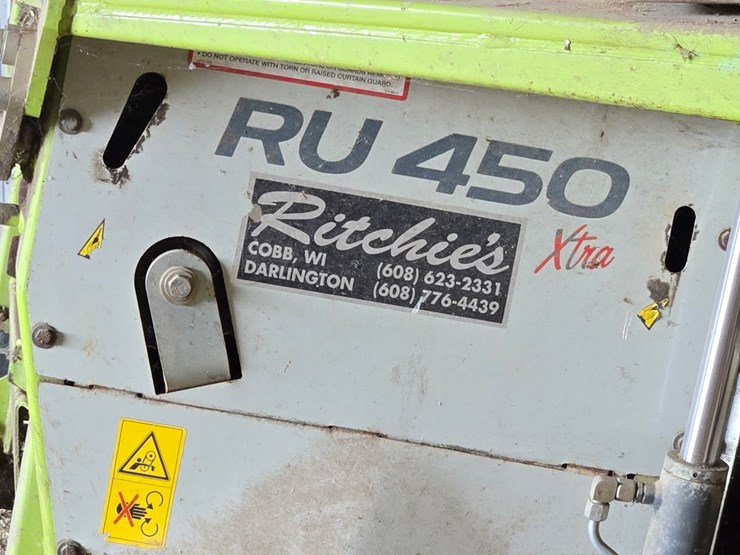 • DO NOT OPERATE WITH TORN OR RAISED CURTAIN GUARD.
RU 450
Xtra
Ritchie's
COBB, WI (608) 623-2331
DARLINGTON (608) 776-4439